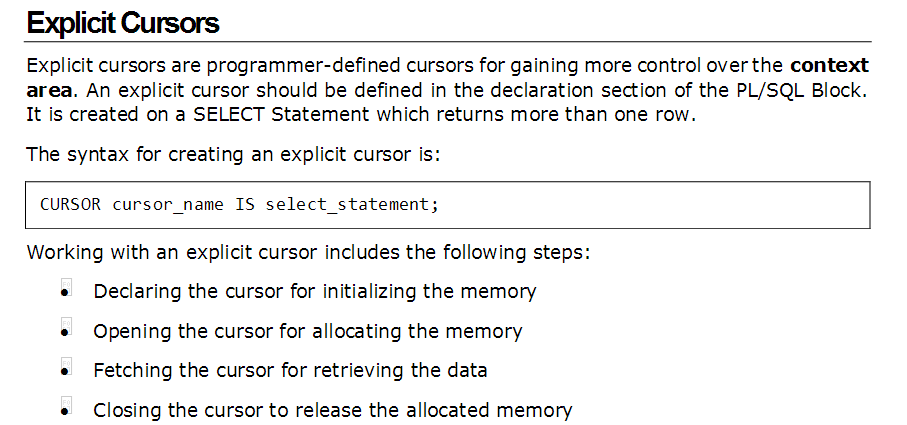 Explicit Cursors
Explicit cursors are programmer-defined cursors for gaining more control over the context
area. An explicit cursor should be defined in the declaration section of the PL/SQL Block.
It is created on a SELECT Statement which returns more than one row.
The syntax for creating an explicit cursor is:
CURSOR cursor_name IS select_statement;
Working with an explicit cursor includes the following steps:
• Declaring the cursor for initializing the memory
• Opening the cursor for allocating the memory
• Fetching the cursor for retrieving the data
• Closing the cursor to release the allocated memory